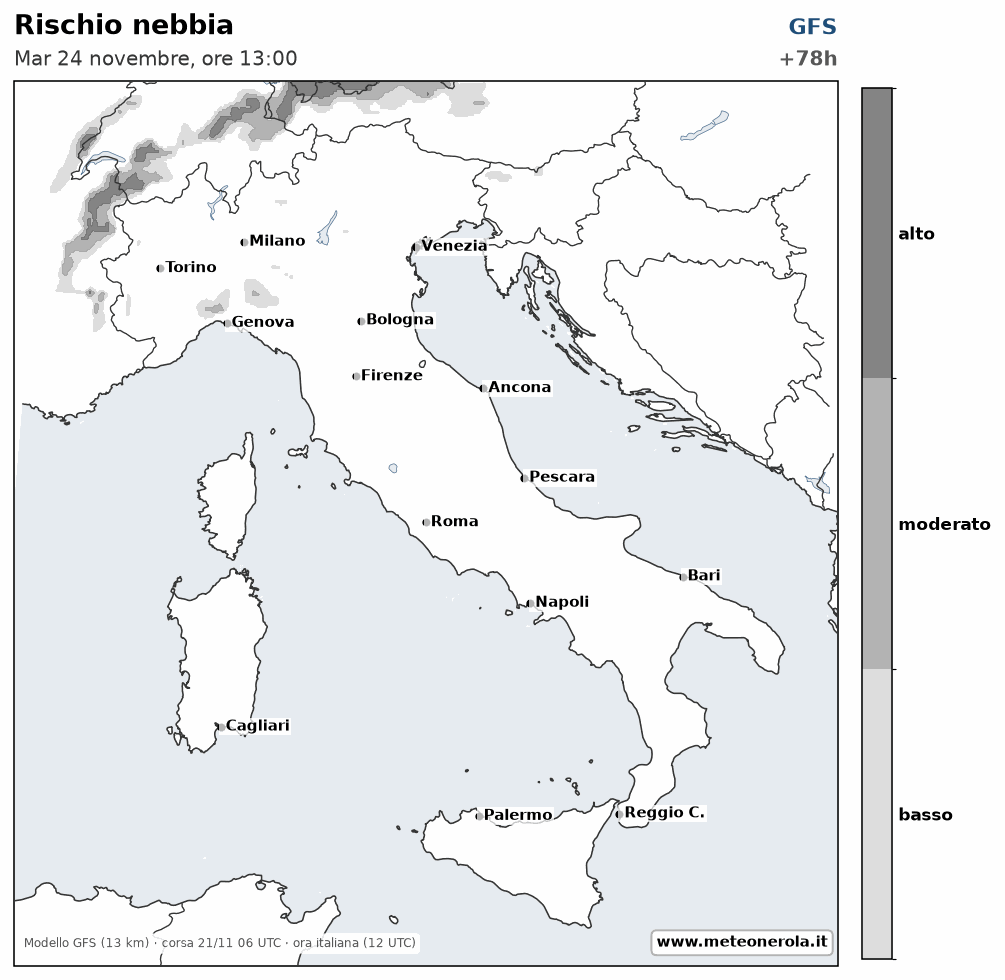 Rischio nebbia
GFS
Mar 24 novembre, ore 13:00
+78h
Milano
Venezia
Torino
Genova
Bologna
Firenze
Ancona
Pescara
Roma
Bari
Napoli
Cagliari
Palermo
Reggio C.
alto
moderato
basso
Modello GFS (13 km) · corsa 21/11 06 UTC · ora italiana (12 UTC)
www.meteonerola.it